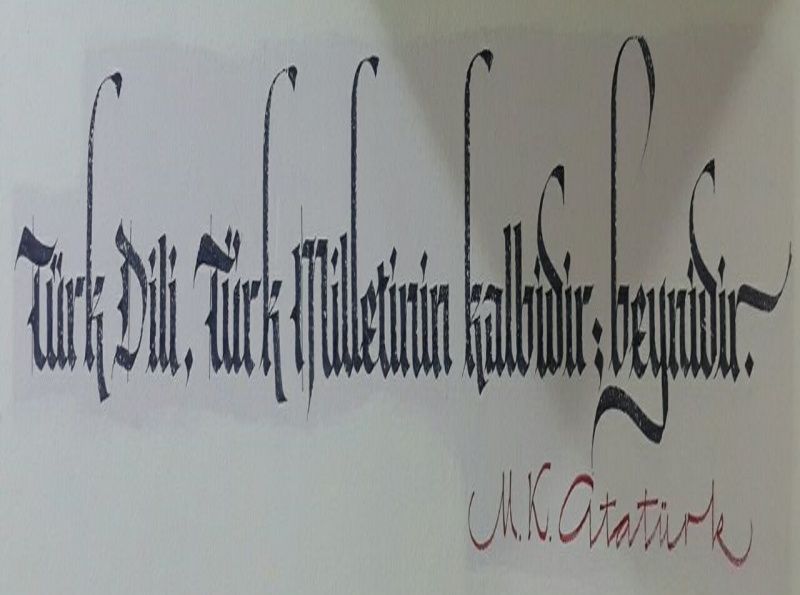 Türk Dili, Türk Milletinin kalbidir; beynidir.
M.K. Atatürk